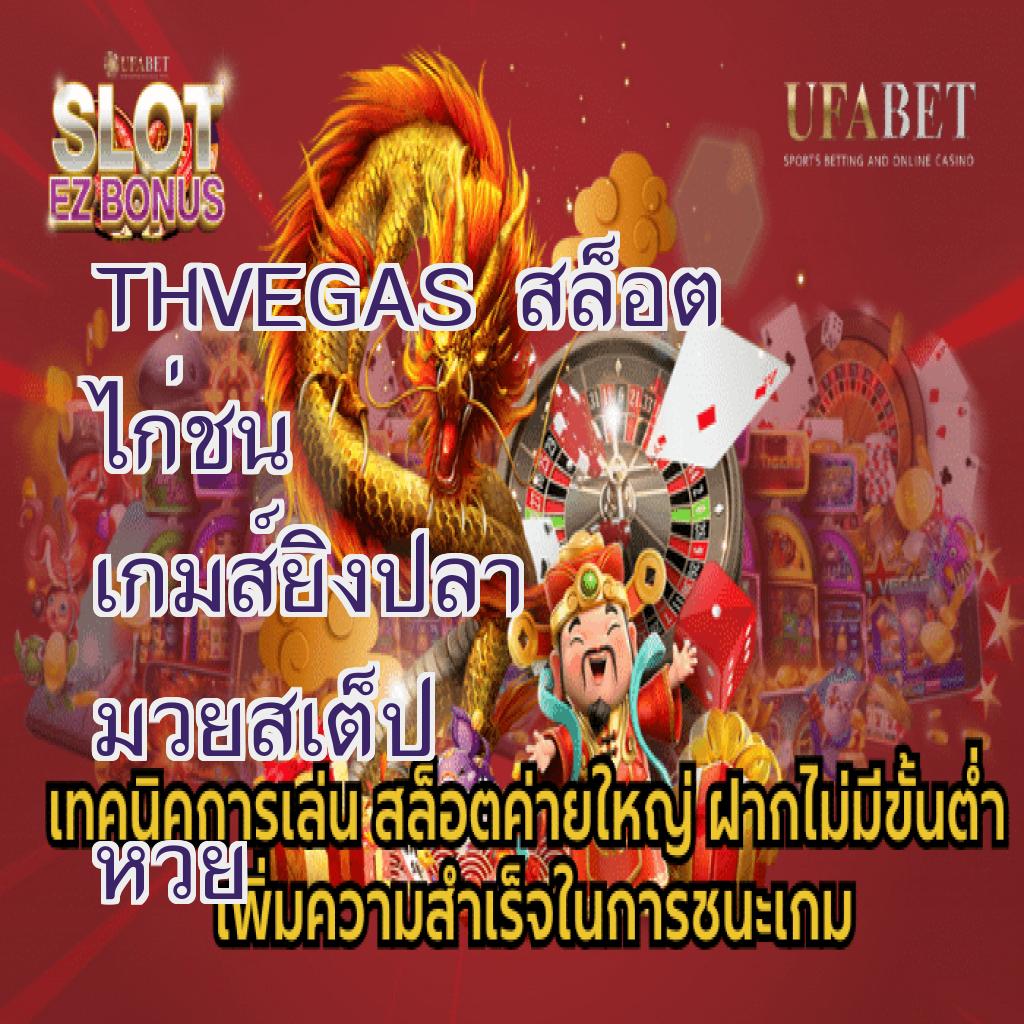 UFABET
SLOT
EZ BONUS
UFABET
SPORTS BETTING AND ONLINE CASINO
THVEGAS สล็อต
ไก่ชน
เกมส์ยิงปลา
มวยสเต็ป
เทคนิคการเล่น สล็อตค่ายใหญ่ ฝากไม่มีขั้นต่ำ
หวย
เพิ่มความสำเร็จในการชนะเกม